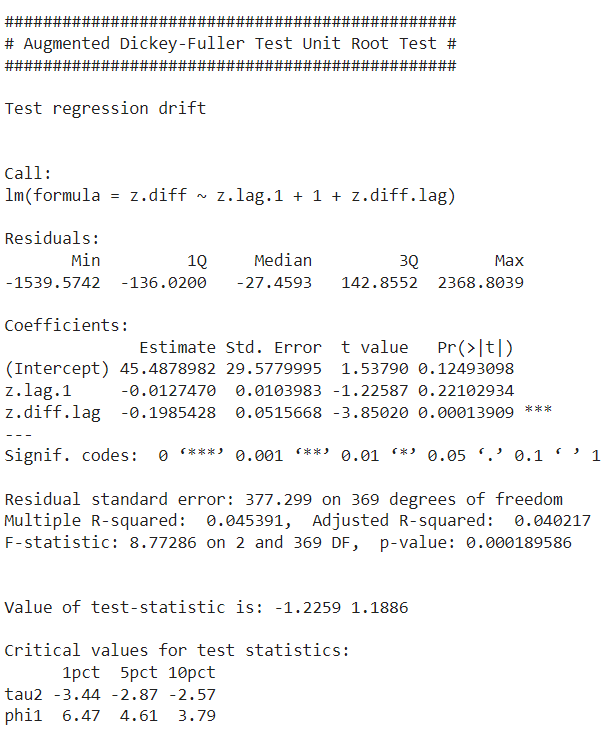 ###############################################
# Augmented Dickey-Fuller Test Unit Root Test #
###############################################
Test regression drift
Call:
lm(formula = z.diff ~ z.lag.1 + 1 + z.diff.lag)
Residuals:
       Min         1Q     Median         3Q        Max
-1539.5742  -136.0200   -27.4593   142.8552  2368.8039
Coefficients:
              Estimate Std. Error  t value   Pr(>|t|)
(Intercept) 45.4878982 29.5779995  1.53790 0.12493098
z.lag.1     -0.0127470  0.0103983 -1.22587 0.22102934
z.diff.lag  -0.1985428  0.0515668 -3.85020 0.00013909 ***
---
Signif. codes:  0 ‘***’ 0.001 ‘**’ 0.01 ‘*’ 0.05 ‘.’ 0.1 ‘ ’ 1
Residual standard error: 377.299 on 369 degrees of freedom
Multiple R-squared:  0.045391,  Adjusted R-squared:  0.040217
F-statistic: 8.77286 on 2 and 369 DF,  p-value: 0.000189586
Value of test-statistic is: -1.2259 1.1886
Critical values for test statistics:
      1pct  5pct 10pct
tau2 -3.44 -2.87 -2.57
phi1  6.47  4.61  3.79